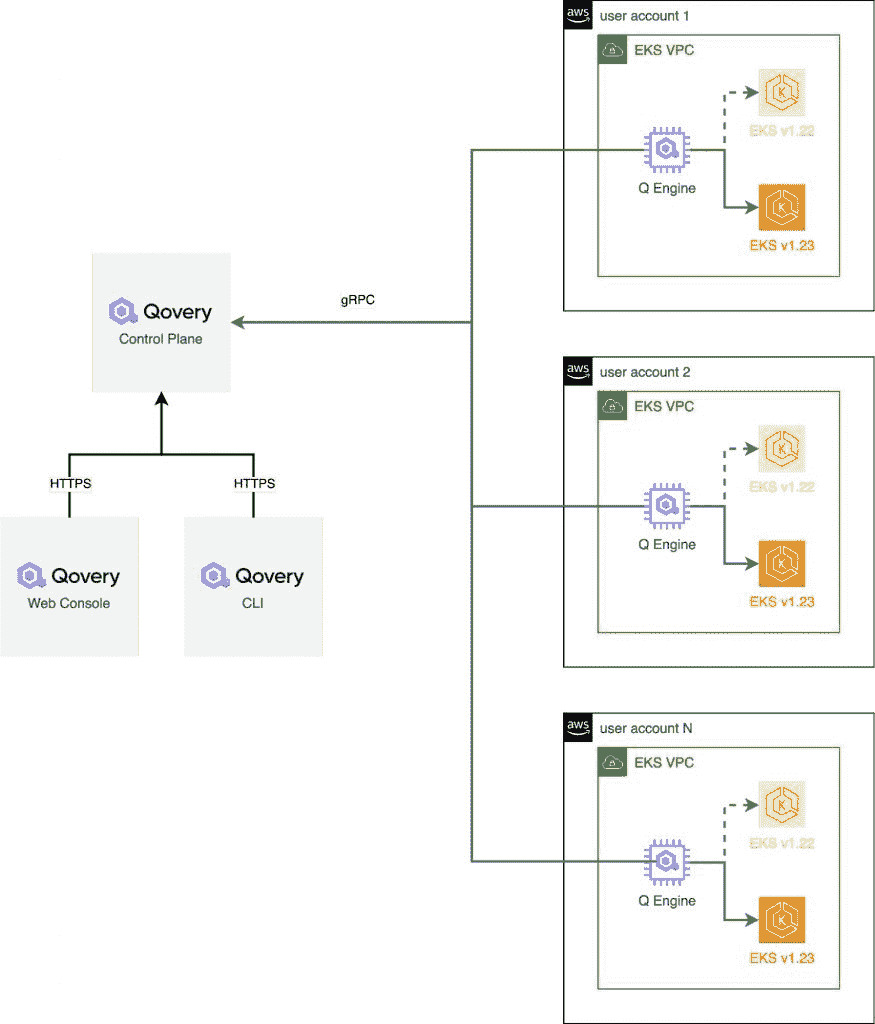 aws
user account 1
EKS VPC
EKS v1.22
Q Engine
EKS v1.23
gRPC
Qovery
Control Plane
aws
user account 2
EKS VPC
EKS v1.22
HTTPS
HTTPS
Q Engine
Qovery
Web Console
Qovery
CLI
EKS v1.23
aws
user account N
EKS VPC
EKS v1.22
Q Engine
EKS v1.23